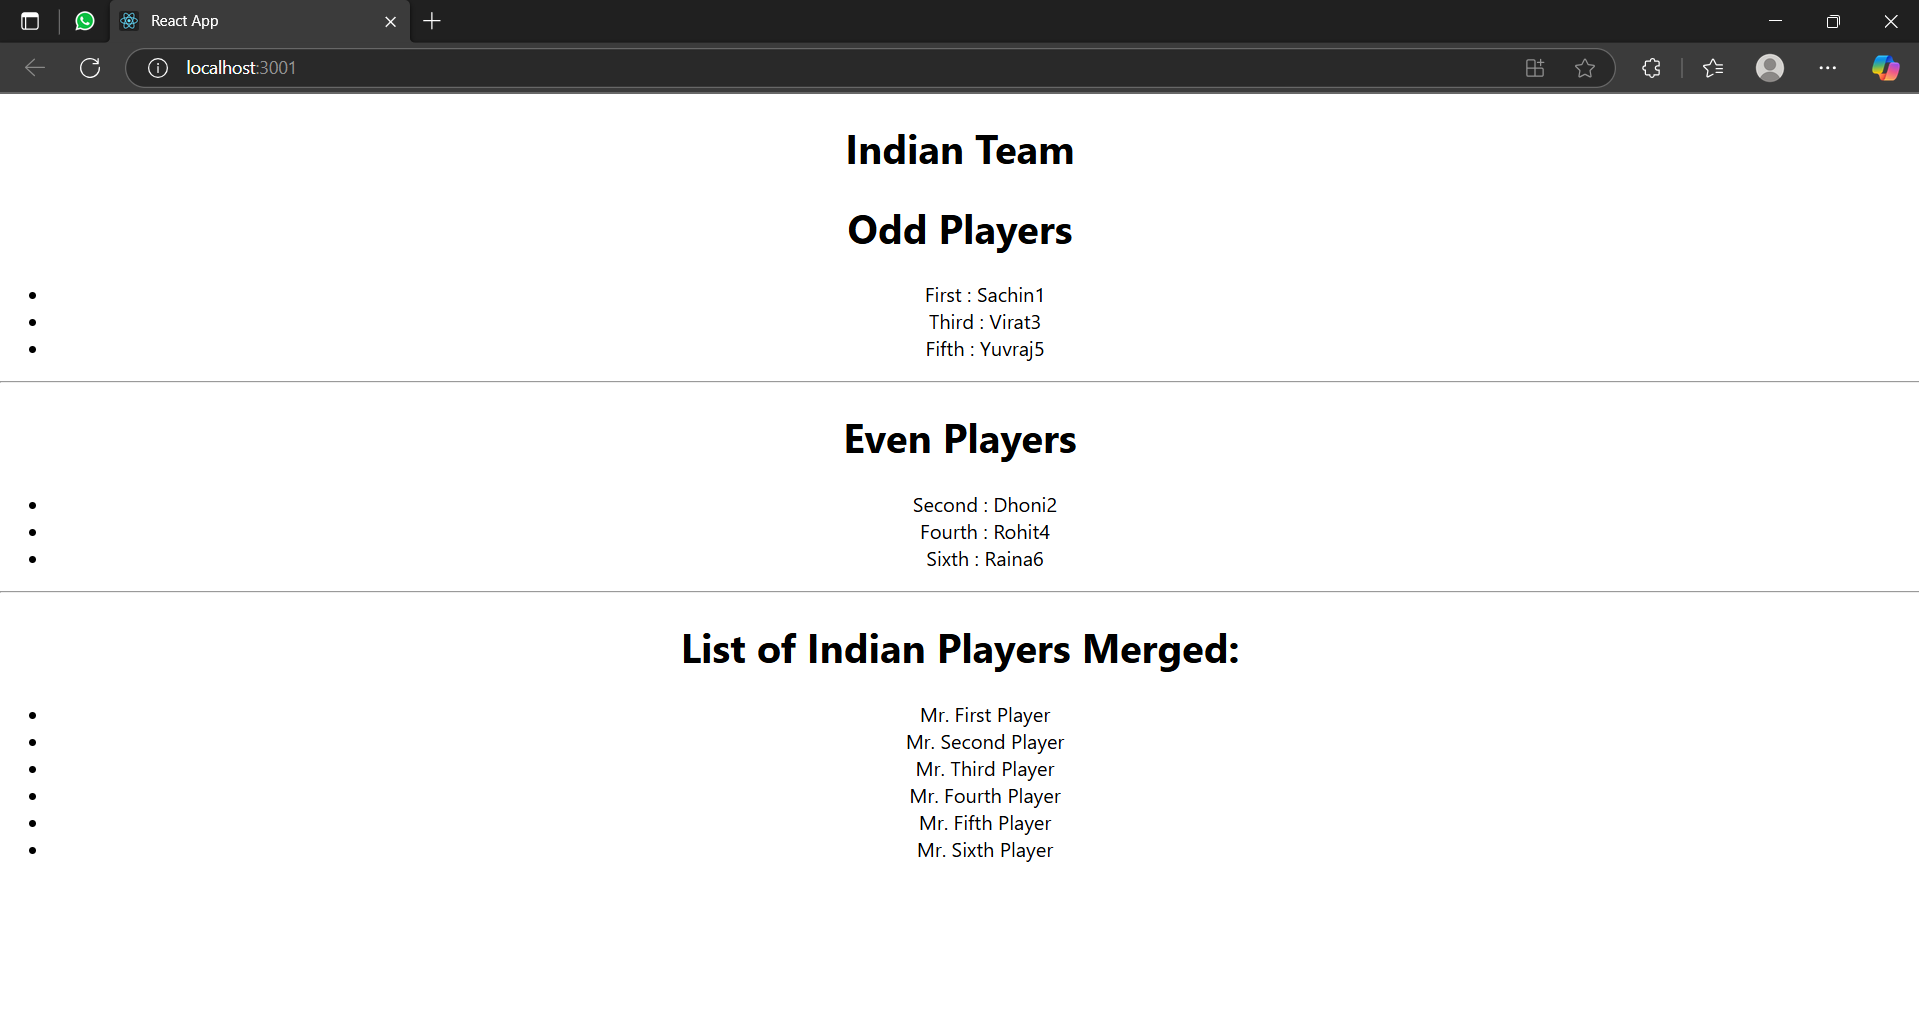 React App
localhost:3001
Indian Team
Odd Players
First : Sachin1
Third : Virat3
Fifth : Yuvraj5
Even Players
Second : Dhoni2
Fourth : Rohit4
Sixth : Raina6
List of Indian Players Merged:
Mr. First Player
Mr. Second Player
Mr. Third Player
Mr. Fourth Player
Mr. Fifth Player
Mr. Sixth Player